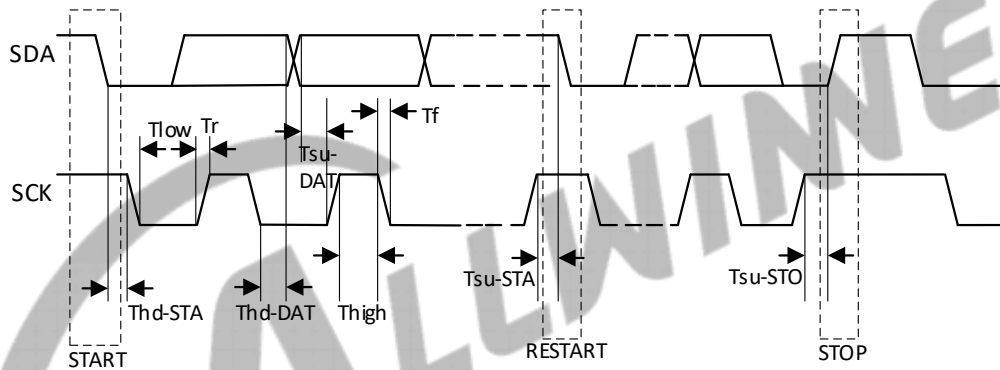 SDA
Tf
Tlow
Tr
Tsu-
DAT
SCK
Tsu-STA
Tsu-STO
Thd-STA
Thd-DAT
Thigh
START
RESTART
STOP